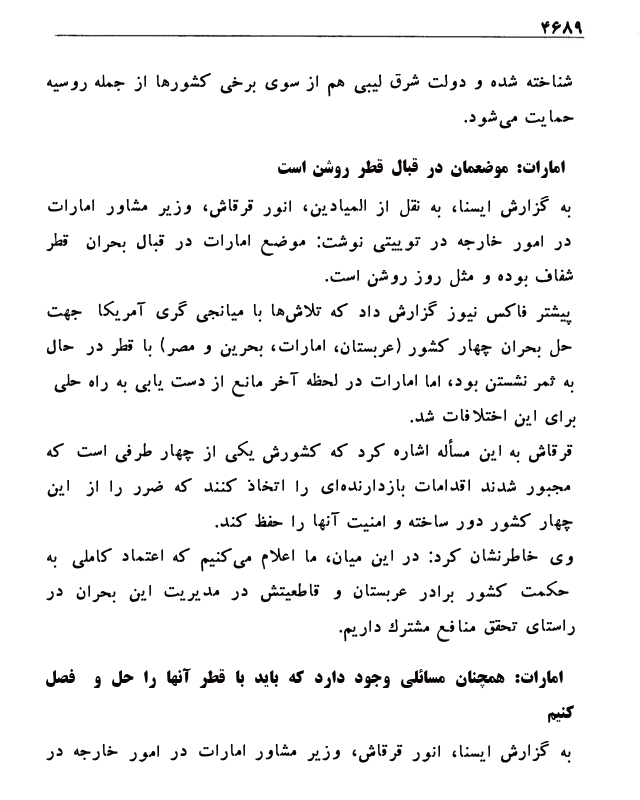 ۴۶۸۹
شناخته شده و دولت شرق لیبی هم از سوی برخی کشورها از جمله روسیه
حمایت می‌شود.
امارات: موضعمان در قبال قطر روشن است
به گزارش ایسنا، به نقل از المیادین، انور قرقاش، وزیر مشاور امارات
در امور خارجه در توییتی نوشت: موضع امارات در قبال بحران قطر
شفاف بوده و مثل روز روشن است.
پیشتر فاکس نیوز گزارش داد که تلاش‌ها با میانجی گری آمریکا جهت
حل بحران چهار کشور (عربستان، امارات، بحرین و مصر) با قطر در حال
به ثمر نشستن بود، اما امارات در لحظه آخر مانع از دست یابی به راه حلی
برای این اختلافات شد.
قرقاش به این مسأله اشاره کرد که کشورش یکی از چهار طرفی است که
مجبور شدند اقدامات بازدارنده‌ای را اتخاذ کنند که ضرر را از این
چهار کشور دور ساخته و امنیت آنها را حفظ کند.
وی خاطرنشان کرد: در این میان، ما اعلام می‌کنیم که اعتماد کاملی به
حکمت کشور برادر عربستان و قاطعیتش در مدیریت این بحران در
راستای تحقق منافع مشترك داریم.
امارات: همچنان مسائلی وجود دارد که باید با قطر آنها را حل و فصل
کنیم
به گزارش ایسنا، انور قرقاش، وزیر مشاور امارات در امور خارجه در